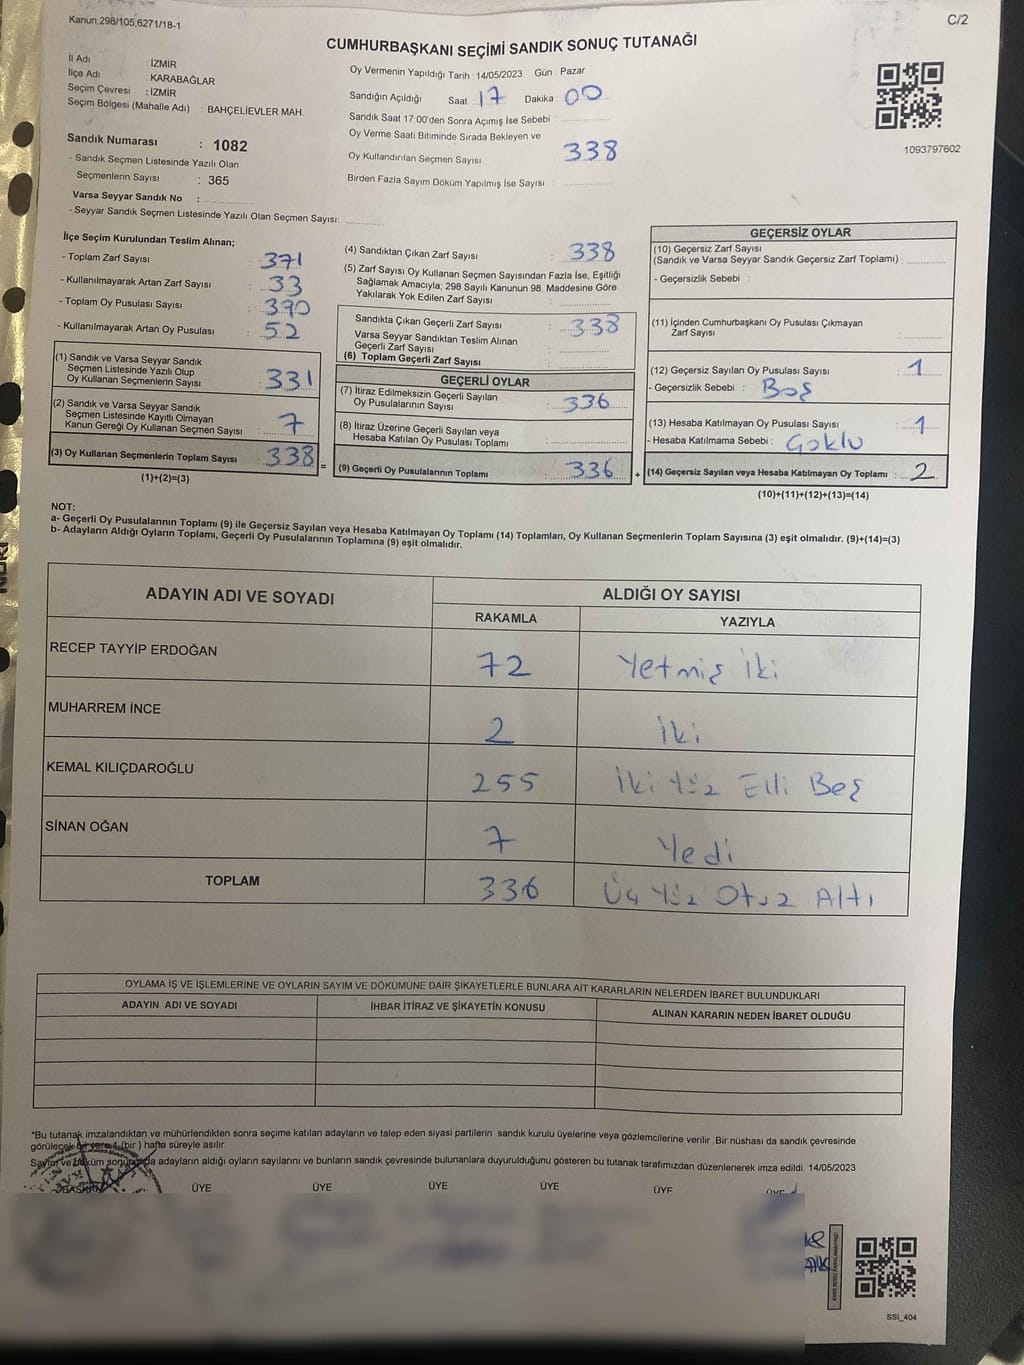 Kanun:298/105,6271/18-1
C/2
CUMHURBAŞKANI SEÇİMİ SANDIK SONUÇ TUTANAĞI
İl Adı : İZMİR
İlçe Adı : KARABAĞLAR
Seçim Çevresi : İZMİR
Seçim Bölgesi (Mahalle Adı) : BAHÇELİEVLER MAH.
Sandık Numarası : 1082
- Sandık Seçmen Listesinde Yazılı Olan
Seçmenlerin Sayısı : 365
Varsa Seyyar Sandık No :
- Seyyar Sandık Seçmen Listesinde Yazılı Olan Seçmen Sayısı:
Oy Vermenin Yapıldığı Tarih : 14/05/2023 Gün : Pazar
Sandığın Açıldığı Saat : 17 Dakika : 00
Sandık Saat 17:00'den Sonra Açımış İse Sebebi :
Oy Verme Saati Bitiminde Sırada Bekleyen ve
Oy Kullandırılan Seçmen Sayısı 338
Birden Fazla Sayım Döküm Yapılmış İse Sayısı :
1093797602
İlçe Seçim Kurulundan Teslim Alınan;
- Toplam Zarf Sayısı : 371
- Kullanılmayarak Artan Zarf Sayısı : 33
- Toplam Oy Pusulası Sayısı : 390
- Kullanılmayarak Artan Oy Pusulası : 52
(1) Sandık ve Varsa Seyyar Sandık
Seçmen Listesinde Yazılı Olup
Oy Kullanan Seçmenlerin Sayısı : 331
(2) Sandık ve Varsa Seyyar Sandık
Seçmen Listesinde Kayıtlı Olmayan
Kanun Gereği Oy Kullanan Seçmen Sayısı : 7
(3) Oy Kullanan Seçmenlerin Toplam Sayısı : 338 =
(1)+(2)=(3)
(4) Sandıktan Çıkan Zarf Sayısı : 338
(5) Zarf Sayısı Oy Kullanan Seçmen Sayısından Fazla İse, Eşitliği
Sağlamak Amacıyla; 298 Sayılı Kanunun 98. Maddesine Göre
Yakılarak Yok Edilen Zarf Sayısı :
Sandıkta Çıkan Geçerli Zarf Sayısı : 338
Varsa Seyyar Sandıktan Teslim Alınan
Geçerli Zarf Sayısı :
(6) Toplam Geçerli Zarf Sayısı
GEÇERLİ OYLAR
(7) İtiraz Edilmeksizin Geçerli Sayılan
Oy Pusulalarının Sayısı : 336
(8) İtiraz Üzerine Geçerli Sayılan veya
Hesaba Katılan Oy Pusulası Toplamı :
(9) Geçerli Oy Pusulalarının Toplamı : 336 +
GEÇERSİZ OYLAR
(10) Geçersiz Zarf Sayısı
(Sandık ve Varsa Seyyar Sandık Geçersiz Zarf Toplamı) :
- Geçersizlik Sebebi :
(11) İçinden Cumhurbaşkanı Oy Pusulası Çıkmayan
Zarf Sayısı :
(12) Geçersiz Sayılan Oy Pusulası Sayısı : 1
- Geçersizlik Sebebi : Boş
(13) Hesaba Katılmayan Oy Pusulası Sayısı : 1
- Hesaba Katılmama Sebebi : Çoklu
(14) Geçersiz Sayılan veya Hesaba Katılmayan Oy Toplamı : 2
(10)+(11)+(12)+(13)=(14)
NOT:
a- Geçerli Oy Pusulalarının Toplamı (9) ile Geçersiz Sayılan veya Hesaba Katılmayan Oy Toplamı (14) Toplamları, Oy Kullanan Seçmenlerin Toplam Sayısına (3) eşit olmalıdır. (9)+(14)=(3)
b- Adayların Aldığı Oyların Toplamı, Geçerli Oy Pusulalarının Toplamına (9) eşit olmalıdır.
ADAYIN ADI VE SOYADI ALDIĞI OY SAYISI
RAKAMLA YAZIYLA
RECEP TAYYİP ERDOĞAN 72 Yetmiş İki
MUHARREM İNCE 2 İki
KEMAL KILIÇDAROĞLU 255 İki Yüz Elli Beş
SİNAN OĞAN 7 Yedi
TOPLAM 336 Üç Yüz Otuz Altı
OYLAMA İŞ VE İŞLEMLERİNE VE OYLARIN SAYIM VE DÖKÜMÜNE DAİR ŞİKAYETLERLE BUNLARA AİT KARARLARIN NELERDEN İBARET BULUNDUKLARI
ADAYIN ADI VE SOYADI İHBAR İTİRAZ VE ŞİKAYETİN KONUSU ALINAN KARARIN NEDEN İBARET OLDUĞU
*Bu tutanak imzalandıktan ve mühürlendikten sonra seçime katılan adayların ve talep eden siyasi partilerin sandık kurulu üyelerine veya gözlemcilerine verilir .Bir nüshası da sandık çevresinde
görülecek bir yere 1 (bir ) hafta süreyle asılır.
Sayım ve döküm sonucunda adayların aldığı oyların sayılarını ve bunların sandık çevresinde bulunanlara duyurulduğunu gösteren bu tutanak tarafımızdan düzenlenerek imza edildi. 14/05/2023
BAŞKAN ÜYE ÜYE ÜYE ÜYE ÜYE ÜYE
SSI_404